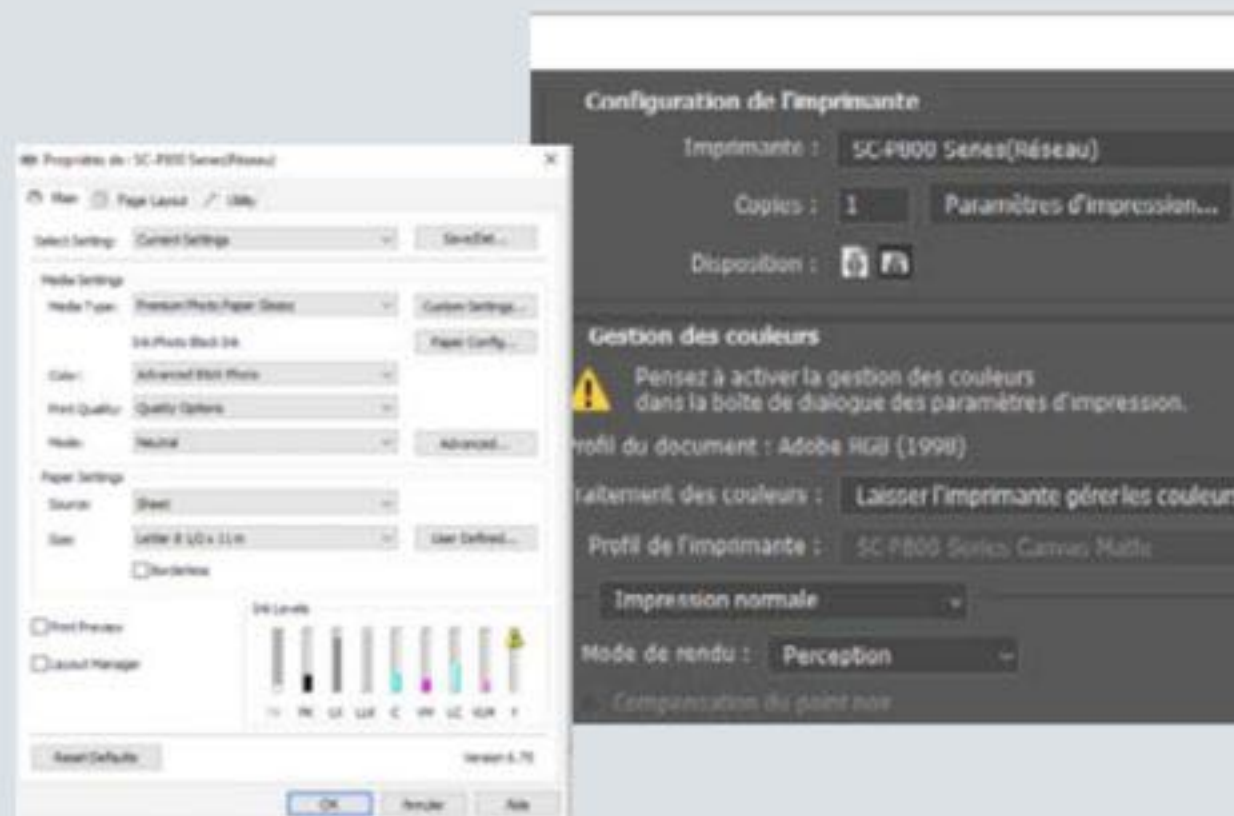 Propriétés de : SC-P800 Series(Réseau)
Main Page Layout Utility
Select Setting: Current Settings
Media Settings
Media Type: Premium Photo Paper Glossy Custom Settings...
Ink Photo Black Ink Paper Config...
Color: Advanced B&W Photo
Print Quality: Quality Options
Mode: Neutral Advanced...
Paper Settings
Source: Sheet
Size: Letter 8 1/2 x 11 in User Defined...
Borderless
Print Preview
Layout Manager
Ink Levels
PK LK LLK C VM LC VLM Y
Reset Defaults
Version 6.75
OK Annuler Aide
Configuration de l'imprimante
Imprimante : SC-P800 Series(Réseau)
Copies : 1 Paramètres d'impression...
Disposition :
Gestion des couleurs
Pensez à activer la gestion des couleurs
dans la boîte de dialogue des paramètres d'impression.
rofil du document : Adobe RGB (1998)
raitement des couleurs : Laisser l'imprimante gérer les couleurs
Profil de l'imprimante : SC-P800 Series Canvas Matte
Impression normale
Mode de rendu : Perception
Compensation du point noir